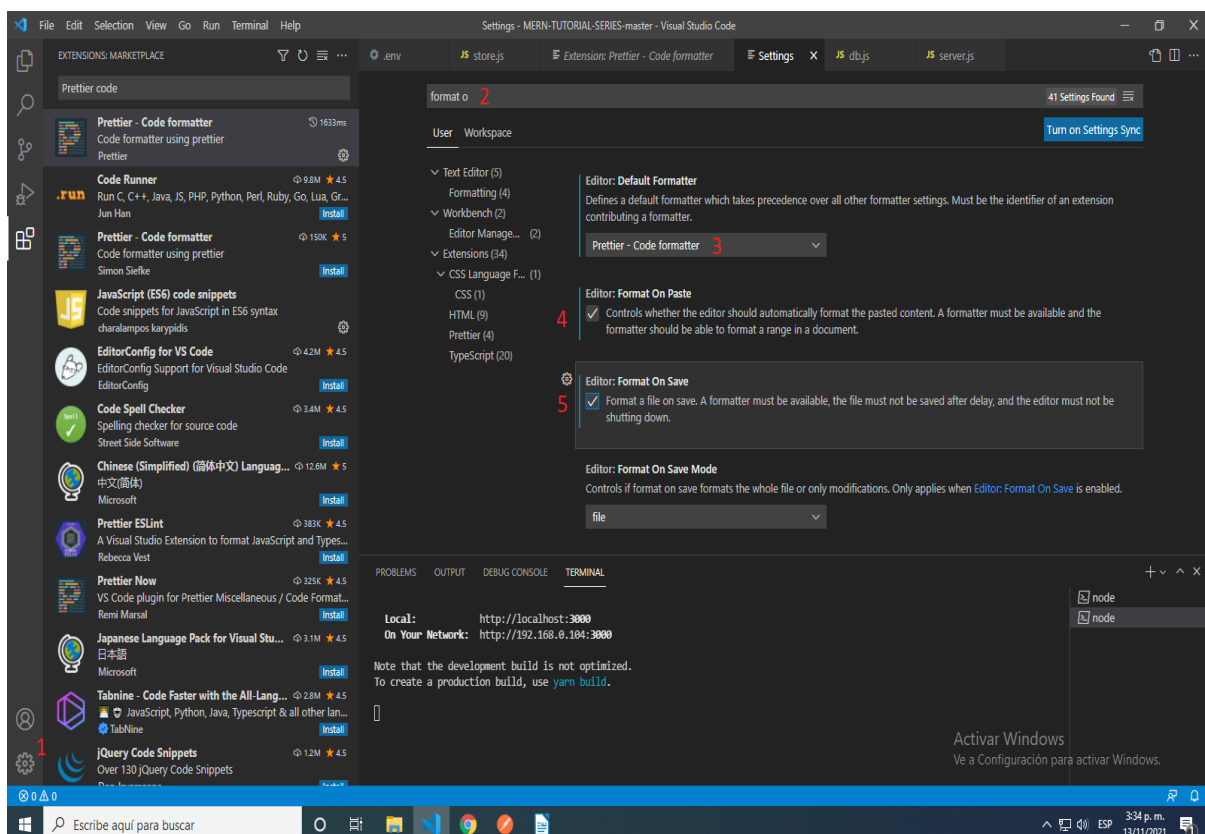 File Edit Selection View Go Run Terminal Help
Settings - MERN-TUTORIAL-SERIES-master - Visual Studio Code
EXTENSIONS: MARKETPLACE
Prettier code
Prettier - Code formatter 1633ms
Code formatter using prettier
Prettier
Code Runner 9.8M ★ 4.5
.run
Run C, C++, Java, JS, PHP, Python, Perl, Ruby, Go, Lua, Gr...
Jun Han Install
Prettier - Code formatter 150K ★ 5
Code formatter using prettier
Simon Siefke Install
JavaScript (ES6) code snippets
JS
Code snippets for JavaScript in ES6 syntax
charalampos karypidis
EditorConfig for VS Code 4.2M ★ 4.5
EditorConfig Support for Visual Studio Code
EditorConfig Install
Code Spell Checker 3.4M ★ 4.5
Spelling checker for source code
Street Side Software Install
Chinese (Simplified) (简体中文) Languag... 12.6M ★ 5
中文(简体)
Microsoft Install
Prettier ESLint 383K ★ 4.5
A Visual Studio Extension to format JavaScript and Types...
Rebecca Vest Install
Prettier Now 325K ★ 4.5
VS Code plugin for Prettier Miscellaneous / Code Format...
Remi Marsal Install
Japanese Language Pack for Visual Stu... 3.1M ★ 4.5
日本語
Microsoft Install
Tabnine - Code Faster with the All-Lang... 2.8M ★ 4.5
JavaScript, Python, Java, Typescript & all other lan...
TabNine Install
1
jQuery Code Snippets 1.2M ★ 4.5
Over 130 jQuery Code Snippets
.env
JS store.js
Extension: Prettier - Code formatter
Settings X
JS db.js
JS server.js
format o 2
41 Settings Found
User Workspace
Turn on Settings Sync
Text Editor (5)
Formatting (4)
Workbench (2)
Editor Manage... (2)
Extensions (34)
CSS Language F... (1)
CSS (1)
HTML (9)
Prettier (4)
TypeScript (20)
Editor: Default Formatter
Defines a default formatter which takes precedence over all other formatter settings. Must be the identifier of an extension
contributing a formatter.
Prettier - Code formatter 3
Editor: Format On Paste
4 Controls whether the editor should automatically format the pasted content. A formatter must be available and the
formatter should be able to format a range in a document.
Editor: Format On Save
5 Format a file on save. A formatter must be available, the file must not be saved after delay, and the editor must not be
shutting down.
Editor: Format On Save Mode
Controls if format on save formats the whole file or only modifications. Only applies when Editor: Format On Save is enabled.
file
PROBLEMS OUTPUT DEBUG CONSOLE TERMINAL
node
node
Local: http://localhost:3000
On Your Network: http://192.168.0.104:3000
Note that the development build is not optimized.
To create a production build, use yarn build.
Activar Windows
Ve a Configuración para activar Windows.
0 0
Escribe aquí para buscar
ESP
3:34 p. m.
13/11/2021